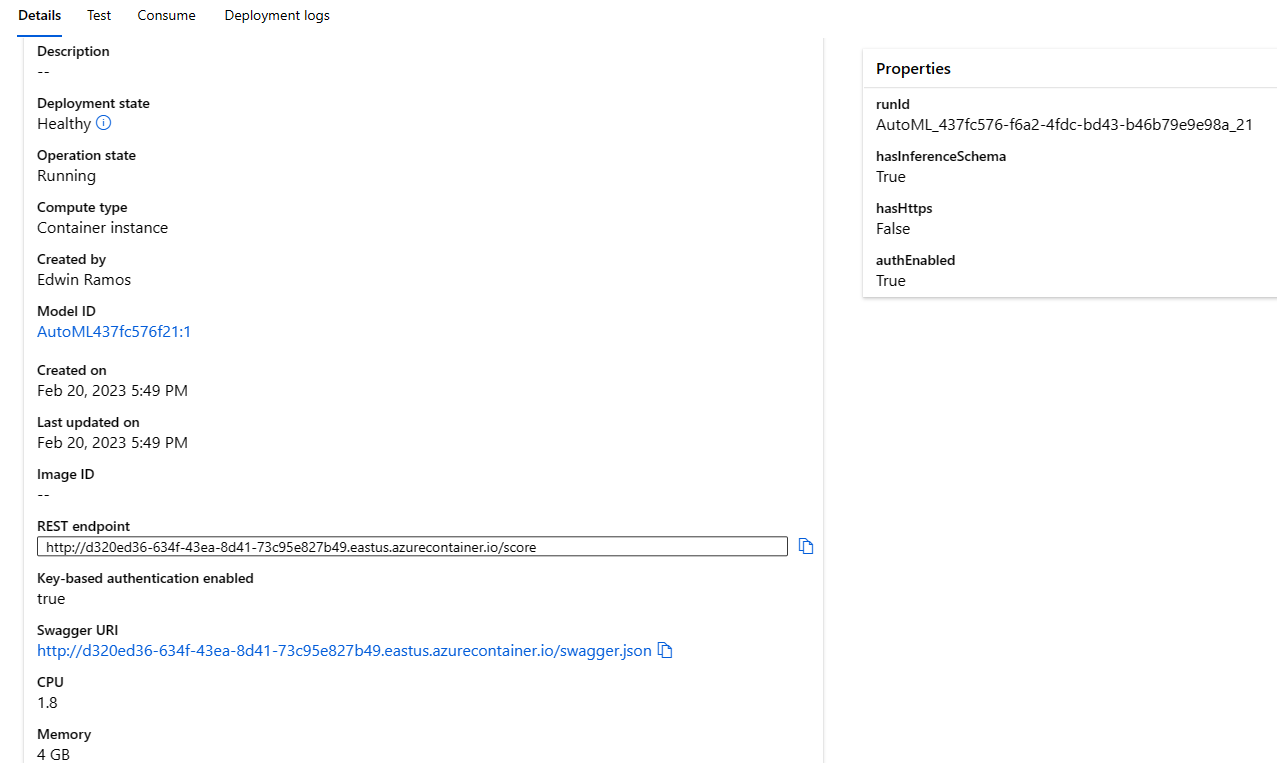 Details Test Consume Deployment logs
Description
--
Deployment state
Healthy
Operation state
Running
Compute type
Container instance
Created by
Edwin Ramos
Model ID
AutoML437fc576f21:1
Created on
Feb 20, 2023 5:49 PM
Last updated on
Feb 20, 2023 5:49 PM
Image ID
--
REST endpoint
http://d320ed36-634f-43ea-8d41-73c95e827b49.eastus.azurecontainer.io/score
Key-based authentication enabled
true
Swagger URI
http://d320ed36-634f-43ea-8d41-73c95e827b49.eastus.azurecontainer.io/swagger.json
CPU
1.8
Memory
4 GB
Properties
runId
AutoML_437fc576-f6a2-4fdc-bd43-b46b79e9e98a_21
hasInferenceSchema
True
hasHttps
False
authEnabled
True